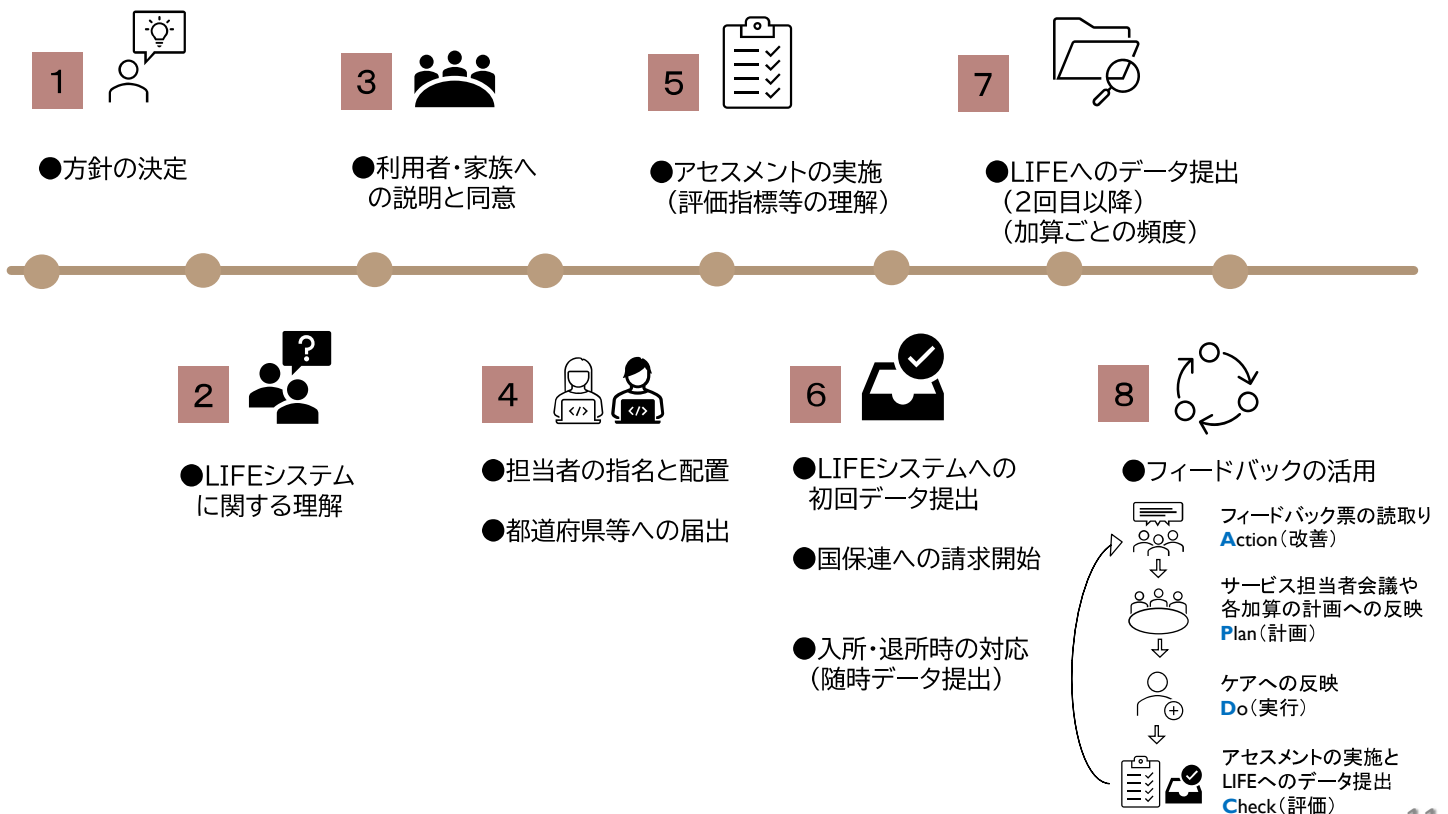 1
●方針の決定
2
●LIFEシステム
に関する理解
3
●利用者・家族へ
の説明と同意
4
●担当者の指名と配置
●都道府県等への届出
5
●アセスメントの実施
(評価指標等の理解)
6
●LIFEシステムへの
初回データ提出
●国保連への請求開始
●入所・退所時の対応
(随時データ提出)
7
●LIFEへのデータ提出
(2回目以降)
(加算ごとの頻度)
8
●フィードバックの活用
フィードバック票の読取り
Action(改善)
サービス担当者会議や
各加算の計画への反映
Plan(計画)
ケアへの反映
Do(実行)
アセスメントの実施と
LIFEへのデータ提出
Check(評価)